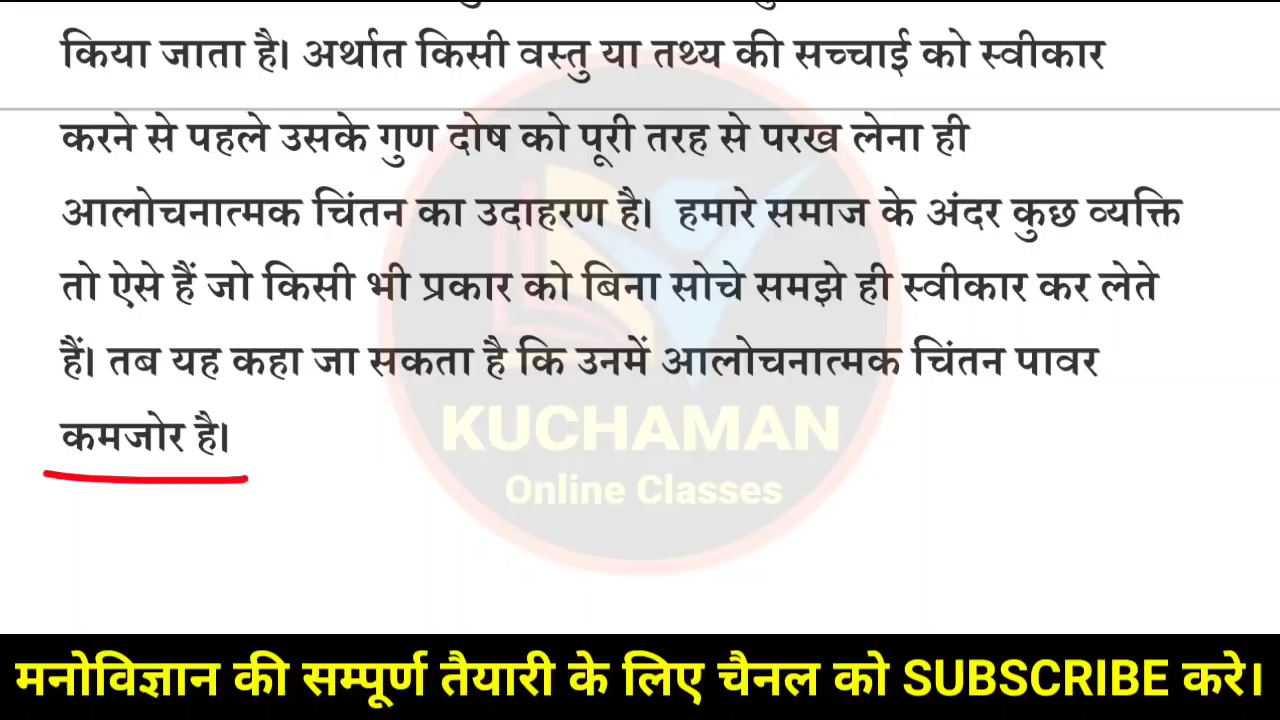 किया जाता है। अर्थात किसी वस्तु या तथ्य की सच्चाई को स्वीकार
करने से पहले उसके गुण दोष को पूरी तरह से परख लेना ही
आलोचनात्मक चिंतन का उदाहरण है। हमारे समाज के अंदर कुछ व्यक्ति
तो ऐसे हैं जो किसी भी प्रकार को बिना सोचे समझे ही स्वीकार कर लेते
हैं। तब यह कहा जा सकता है कि उनमें आलोचनात्मक चिंतन पावर
कमजोर है।
KUCHAMAN
Online Classes
मनोविज्ञान की सम्पूर्ण तैयारी के लिए चैनल को SUBSCRIBE करे।